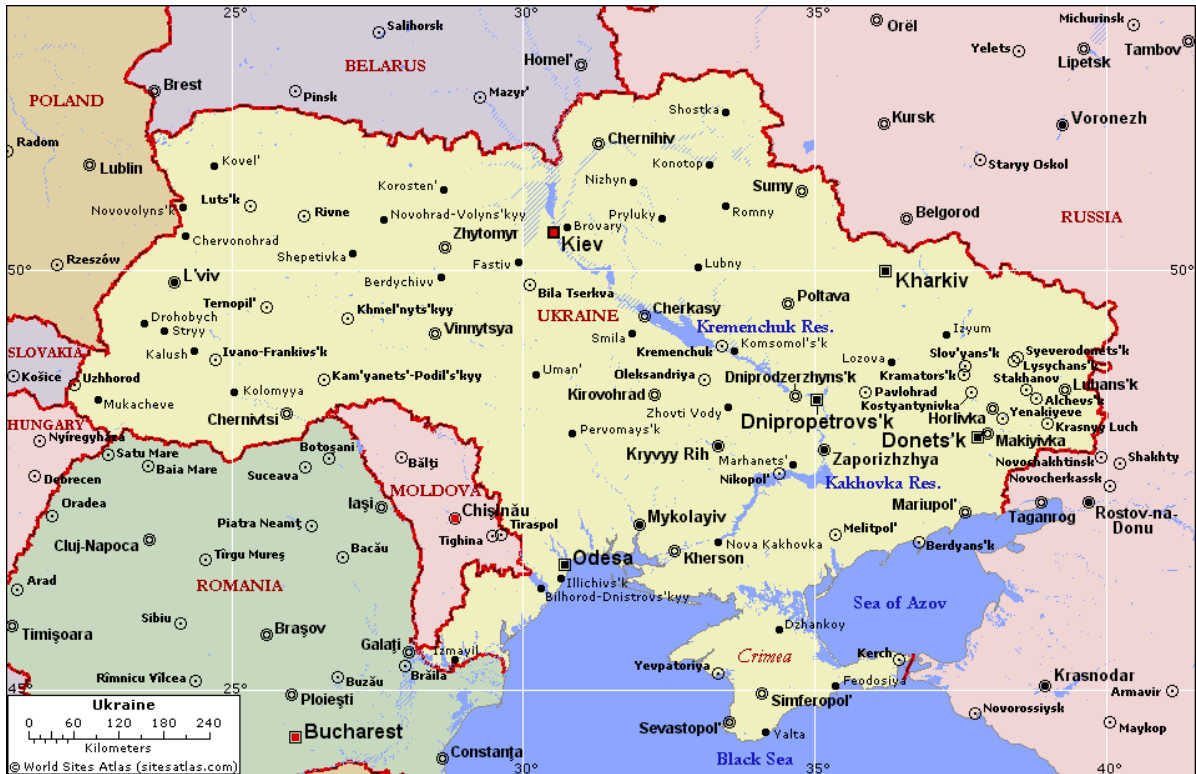 25°
30°
35°
Salihorsk
Orël
Michurinsk
Tambov
Yelets
Lipetsk
BELARUS
Homel'
Brest
Pinsk
Mazyr'
POLAND
Shostka
Kursk
Voronezh
Radom
Chernihiv
Lublin
Kovel'
Konotop
Staryy Oskol
Korosten'
Nizhyn
Sumy
Novovolyns'k
Luts'k
Rivne
Novohrad-Volyns'kyy
Pryluky
Romny
Belgorod
RUSSIA
Brovary
Chervonohrad
Zhytomyr
Kiev
Shepetivka
Fastiv
Rzeszów
Lubny
50°
50°
L'viv
Berdychivv
Kharkiv
Bila Tserkva
Ternopil'
Khmel'nyts'kyy
UKRAINE
Cherkasy
Poltava
Drohobych
Stryy
Vinnytsya
Kremenchuk Res.
Smila
Izyum
Kalush
Ivano-Frankivs'k
Kremenchuk
Komsomol's'k
SLOVAKIA
Lozova
Slov'yans'k
Syeverodonets'k
Lysychans'k
Košice
Uzhhorod
Kam'yanets'-Podil's'kyy
Uman'
Oleksandriya
Dniprodzerzhyns'k
Kramators'k
Stakhanov
Luhans'k
Mukacheve
Kolomyya
Kirovohrad
Pavlohrad
Kostyantynivka
Alchevs'k
Chernivtsi
Zhovti Vody
Dnipropetrovs'k
Horlivka
Yenakiyeve
Krasnyy Luch
HUNGARY
Nyíregyháza
Pervomays'k
Donets'k
Makiyivka
Satu Mare
Baia Mare
Botoşani
Suceava
Bălţi
Kryvyy Rih
Marhanets'
Zaporizhzhya
Novoshakhtinsk
Shakhty
Debrecen
Nikopol'
Kakhovka Res.
Novocherkassk
Oradea
MOLDOVA
Iaşi
Chişinău
Mariupol'
Taganrog
Rostov-na-
Donu
Piatra Neamţ
Tiraspol
Mykolayiv
Cluj-Napoca
Tighina
Melitpol'
Nova Kakhovka
Berdyans'k
Tîrgu Mureş
Bacău
Odesa
Kherson
Arad
ROMANIA
Illichivs'k
Bilhorod-Dnistrovs'kyy
Sea of Azov
Timişoara
Sibiu
Braşov
Dzhankoy
Galaţi
Izmayil
Crimea
Kerch
Rîmnicu Vilcea
Brăila
Yevpatoriya
Buzău
Feodosiya
Krasnodar
Armavir
45°
25°
Ploieşti
Simferopol'
Novorossiysk
Maykop
Sevastopol'
Yalta
Bucharest
Constanţa
Black Sea
30°
35°
40°
Ukraine
0 60 120 180 240
Kilometers
© World Sites Atlas (sitesatlas.com)